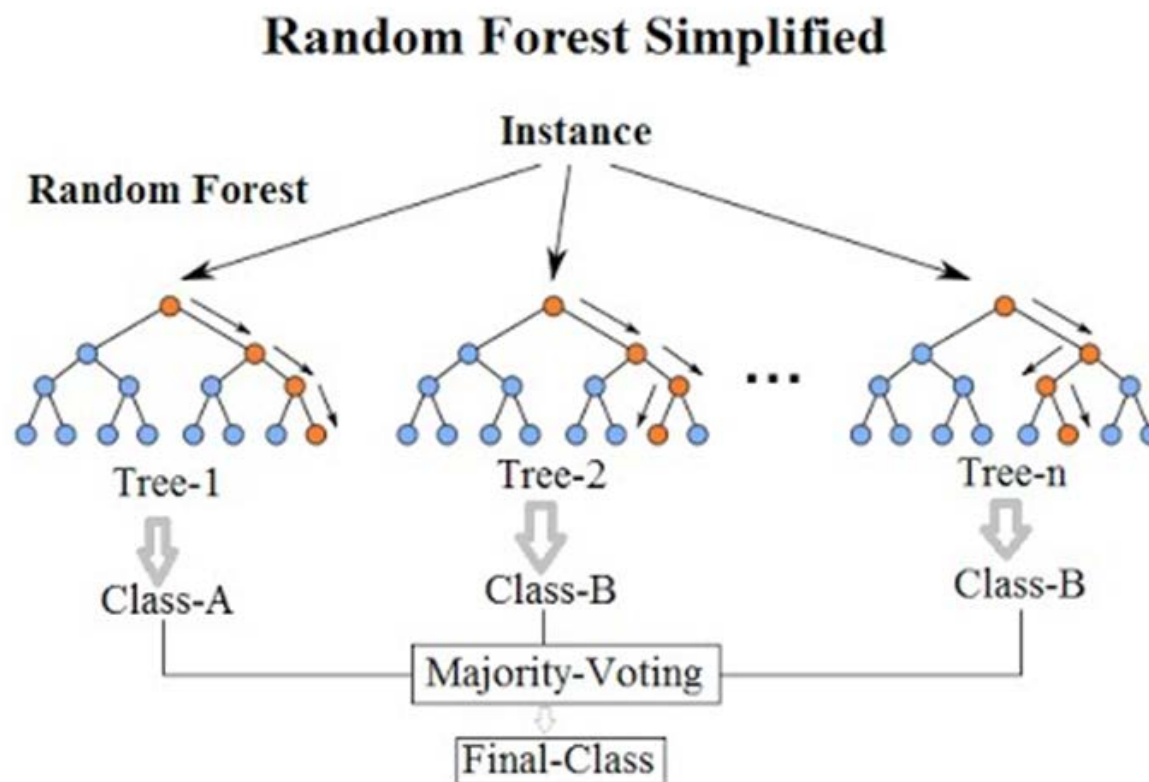 Random Forest Simplified
Instance
Random Forest
...
Tree-1
Tree-2
Tree-n
Class-A
Class-B
Class-B
Majority-Voting
Final-Class